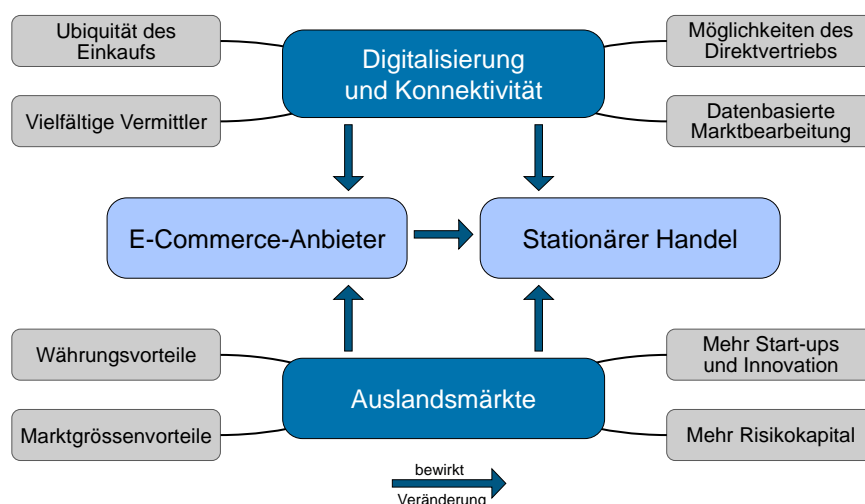 Ubiquität des
Einkaufs
Digitalisierung
und Konnektivität
Möglichkeiten des
Direktvertriebs
Vielfältige Vermittler
Datenbasierte
Marktbearbeitung
E-Commerce-Anbieter
Stationärer Handel
Währungsvorteile
Auslandsmärkte
Mehr Start-ups
und Innovation
Marktgrössenvorteile
Mehr Risikokapital
bewirkt
Veränderung